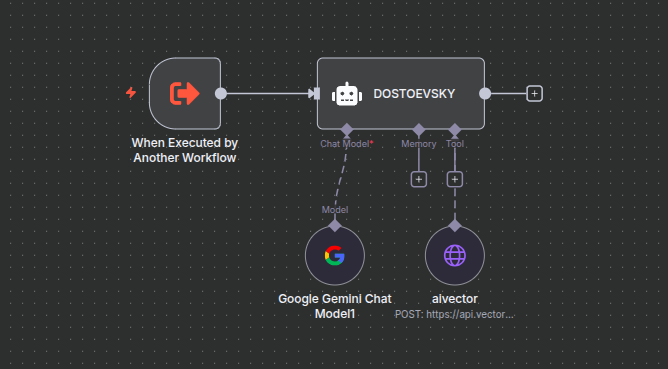 DOSTOEVSKY
When Executed by
Another Workflow
Chat Model*
Memory
Tool
Model
Google Gemini Chat
Model1
aivector
POST: https://api.vector...